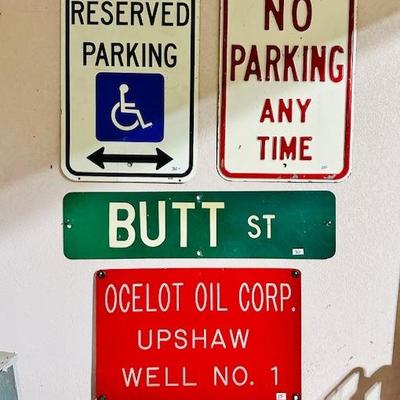 RESERVED
PARKING
NO
PARKING
ANY
TIME
BUTT ST
OCELOT OIL CORP.
UPSHAW
WELL NO. 1